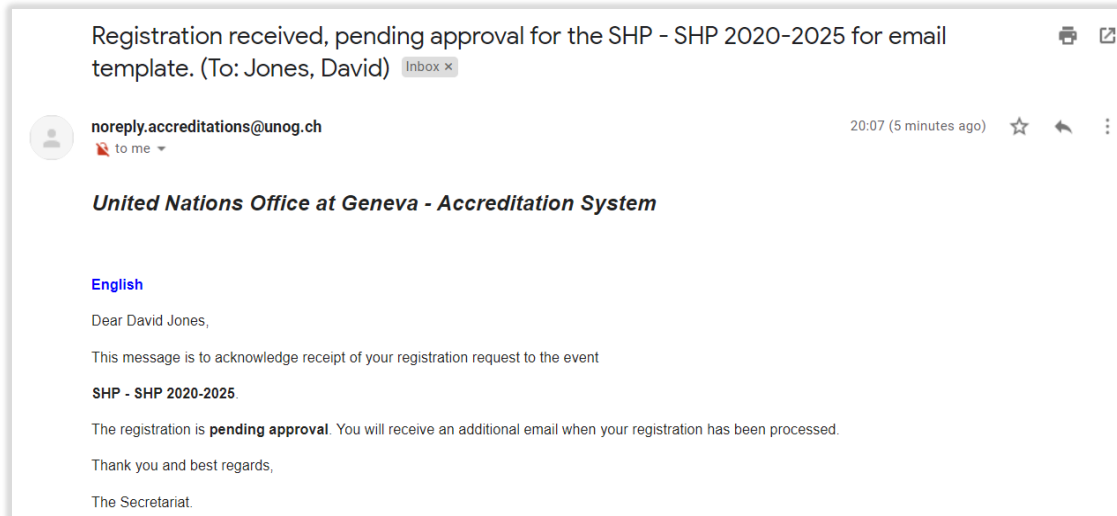 Registration received, pending approval for the SHP - SHP 2020-2025 for email
template. (To: Jones, David) Inbox ×
noreply.accreditations@unog.ch 20:07 (5 minutes ago)
to me
United Nations Office at Geneva - Accreditation System
English
Dear David Jones,
This message is to acknowledge receipt of your registration request to the event
SHP - SHP 2020-2025.
The registration is pending approval. You will receive an additional email when your registration has been processed.
Thank you and best regards,
The Secretariat.